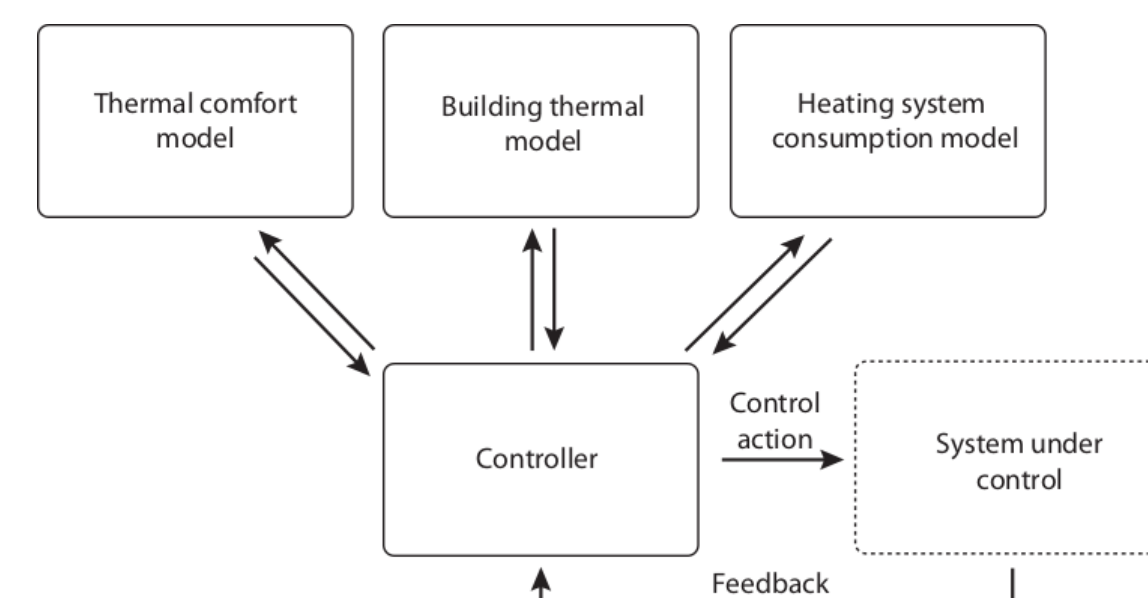 Thermal comfort
model
Building thermal
model
Heating system
consumption model
Controller
Control
action
System under
control
Feedback